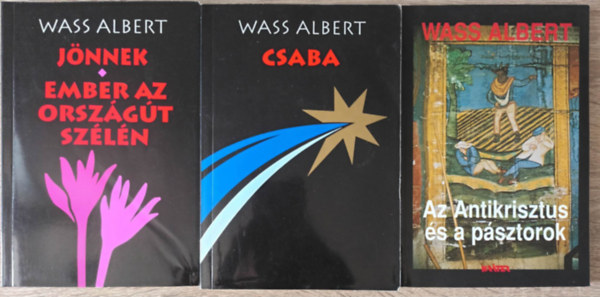 WASS ALBERT
JÖNNEK
EMBER AZ
ORSZÁGÚT
SZÉLÉN
WASS ALBERT
CSABA
WASS ALBERT
Az Antikrisztus
és a pásztorok